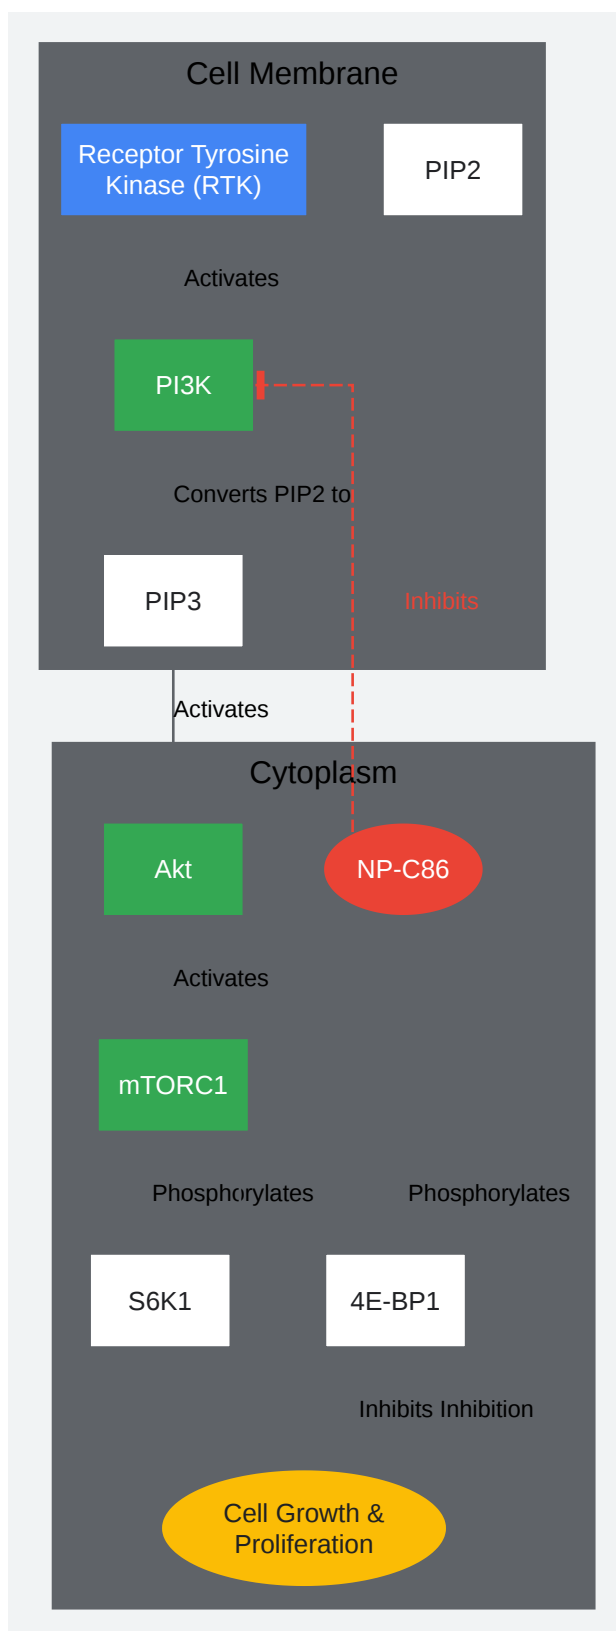 Cell Membrane
Receptor Tyrosine
Kinase (RTK)
PIP2
Activates
PI3K
Converts PIP2 to
PIP3
Inhibits
Activates
Cytoplasm
Akt
NP-C86
Activates
mTORC1
Phosphorylates
Phosphorylates
S6K1
4E-BP1
Inhibits Inhibition
Cell Growth &
Proliferation